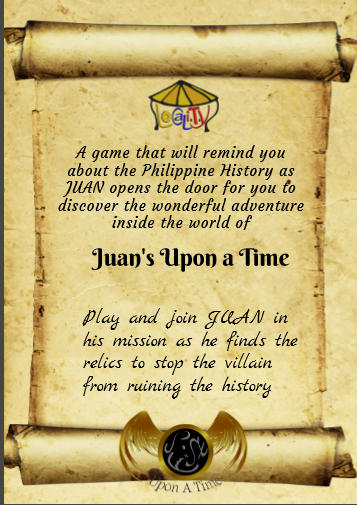 A game that will remind you
about the Philippine History as
JUAN opens the door for you to
discover the wonderful adventure
inside the world of
Juan's Upon a Time
Play and join JUAN in
his mission as he finds the
relics to stop the villain
from ruining the history
Upon A Time